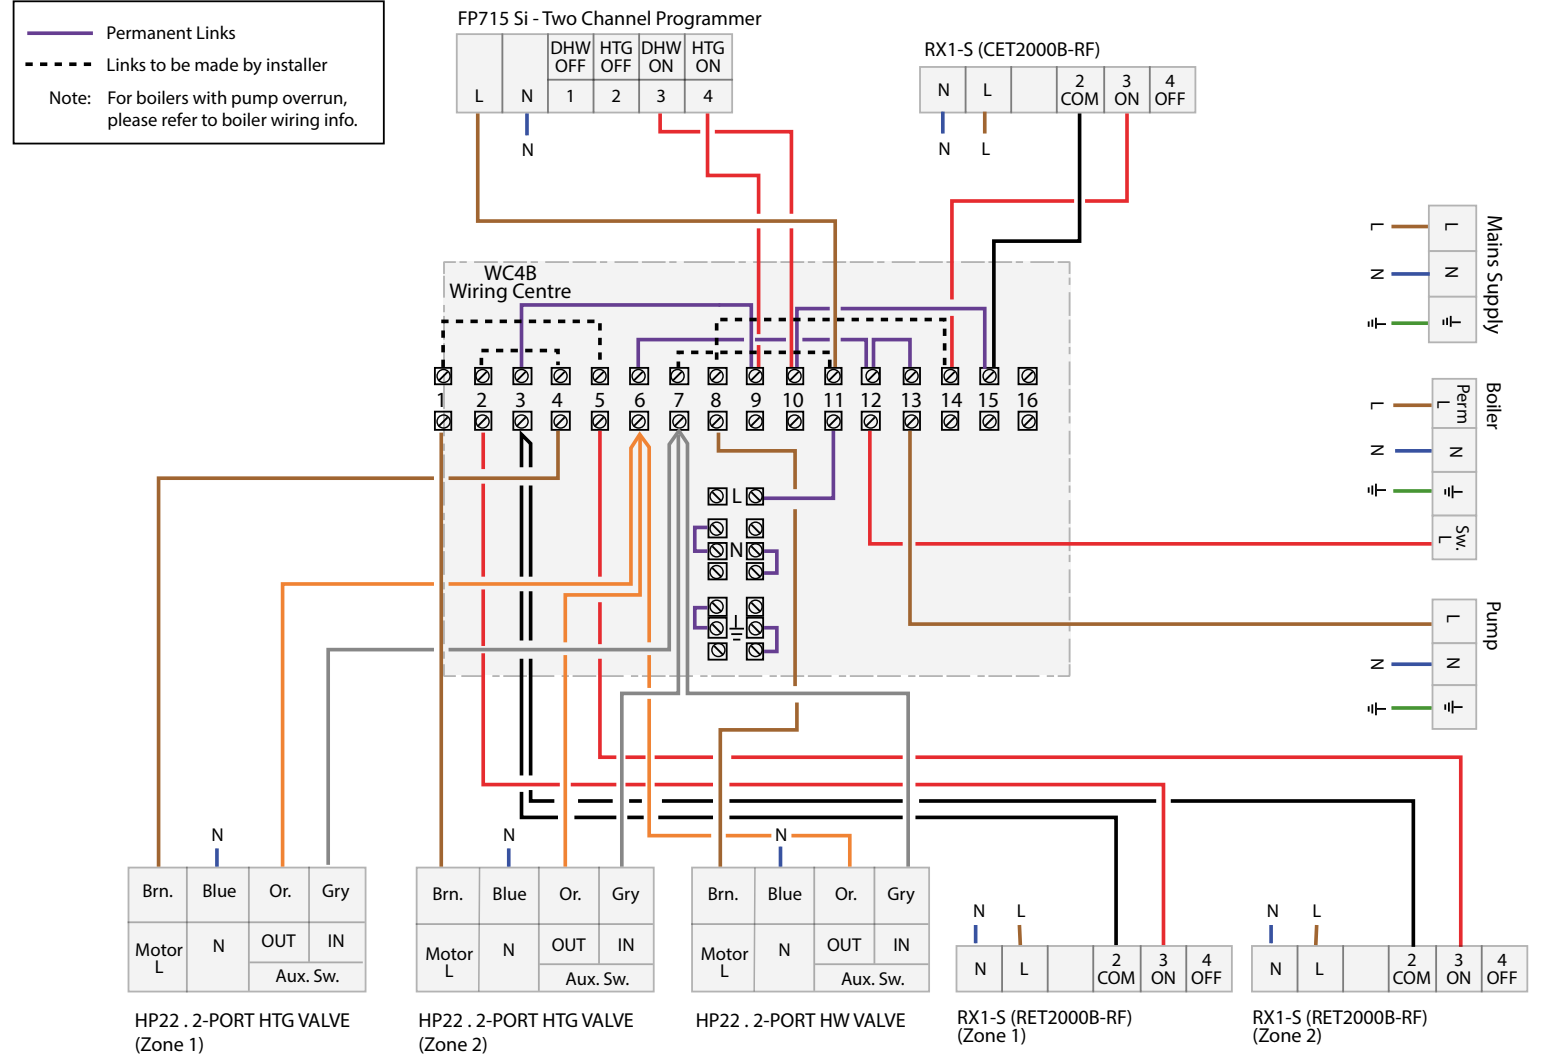 Permanent Links
Links to be made by installer
Note: For boilers with pump overrun,
please refer to boiler wiring info.
FP715 Si - Two Channel Programmer
DHW OFF HTG OFF DHW ON HTG ON
L N 1 2 3 4
N
RX1-S (CET2000B-RF)
N L 2 COM 3 ON 4 OFF
N L
WC4B
Wiring Centre
1 2 3 4 5 6 7 8 9 10 11 12 13 14 15 16
L
N
Mains Supply
L L
N N
Boiler
L Perm L
N N
Sw. L
Pump
L
N N
N
Brn. Blue Or. Gry
Motor L N OUT IN
Aux. Sw.
HP22 . 2-PORT HTG VALVE
(Zone 1)
N
Brn. Blue Or. Gry
Motor L N OUT IN
Aux. Sw.
HP22 . 2-PORT HTG VALVE
(Zone 2)
N
Brn. Blue Or. Gry
Motor L N OUT IN
Aux. Sw.
HP22 . 2-PORT HW VALVE
N L
N L 2 COM 3 ON 4 OFF
RX1-S (RET2000B-RF)
(Zone 1)
N L
N L 2 COM 3 ON 4 OFF
RX1-S (RET2000B-RF)
(Zone 2)